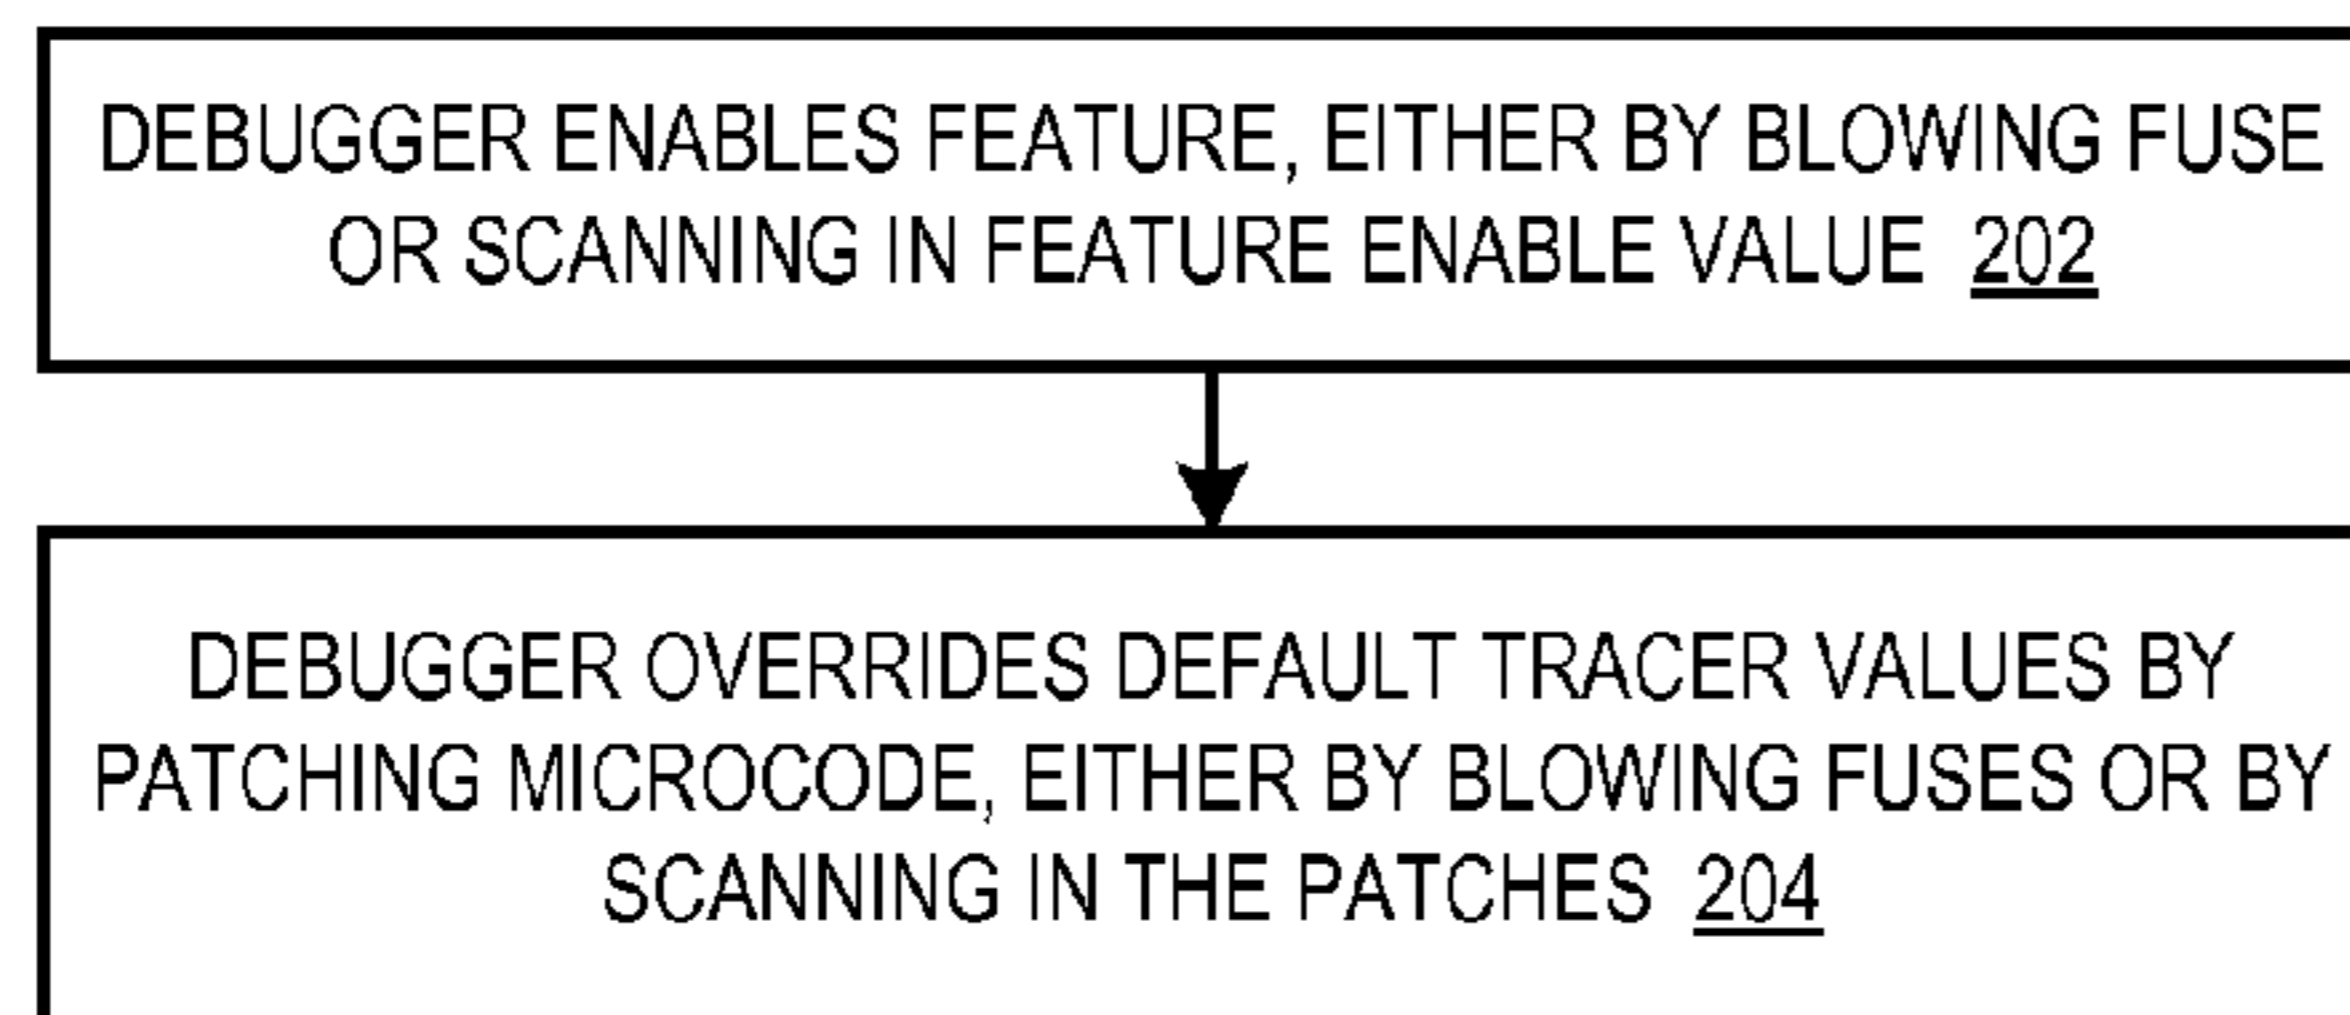 DEBUGGER ENABLES FEATURE, EITHER BY BLOWING FUSE
OR SCANNING IN FEATURE ENABLE VALUE 202
DEBUGGER OVERRIDES DEFAULT TRACER VALUES BY
PATCHING MICROCODE, EITHER BY BLOWING FUSES OR BY
SCANNING IN THE PATCHES 204